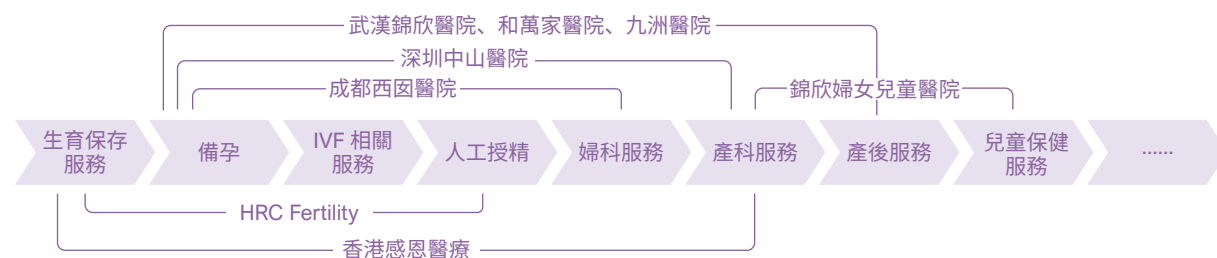 武漢錦欣醫院、和萬家醫院、九洲醫院
深圳中山醫院
成都西囡醫院
錦欣婦女兒童醫院
生育保存
服務
備孕
IVF 相關
服務
人工授精
婦科服務
產科服務
產後服務
兒童保健
服務
······
HRC Fertility
香港感恩醫療